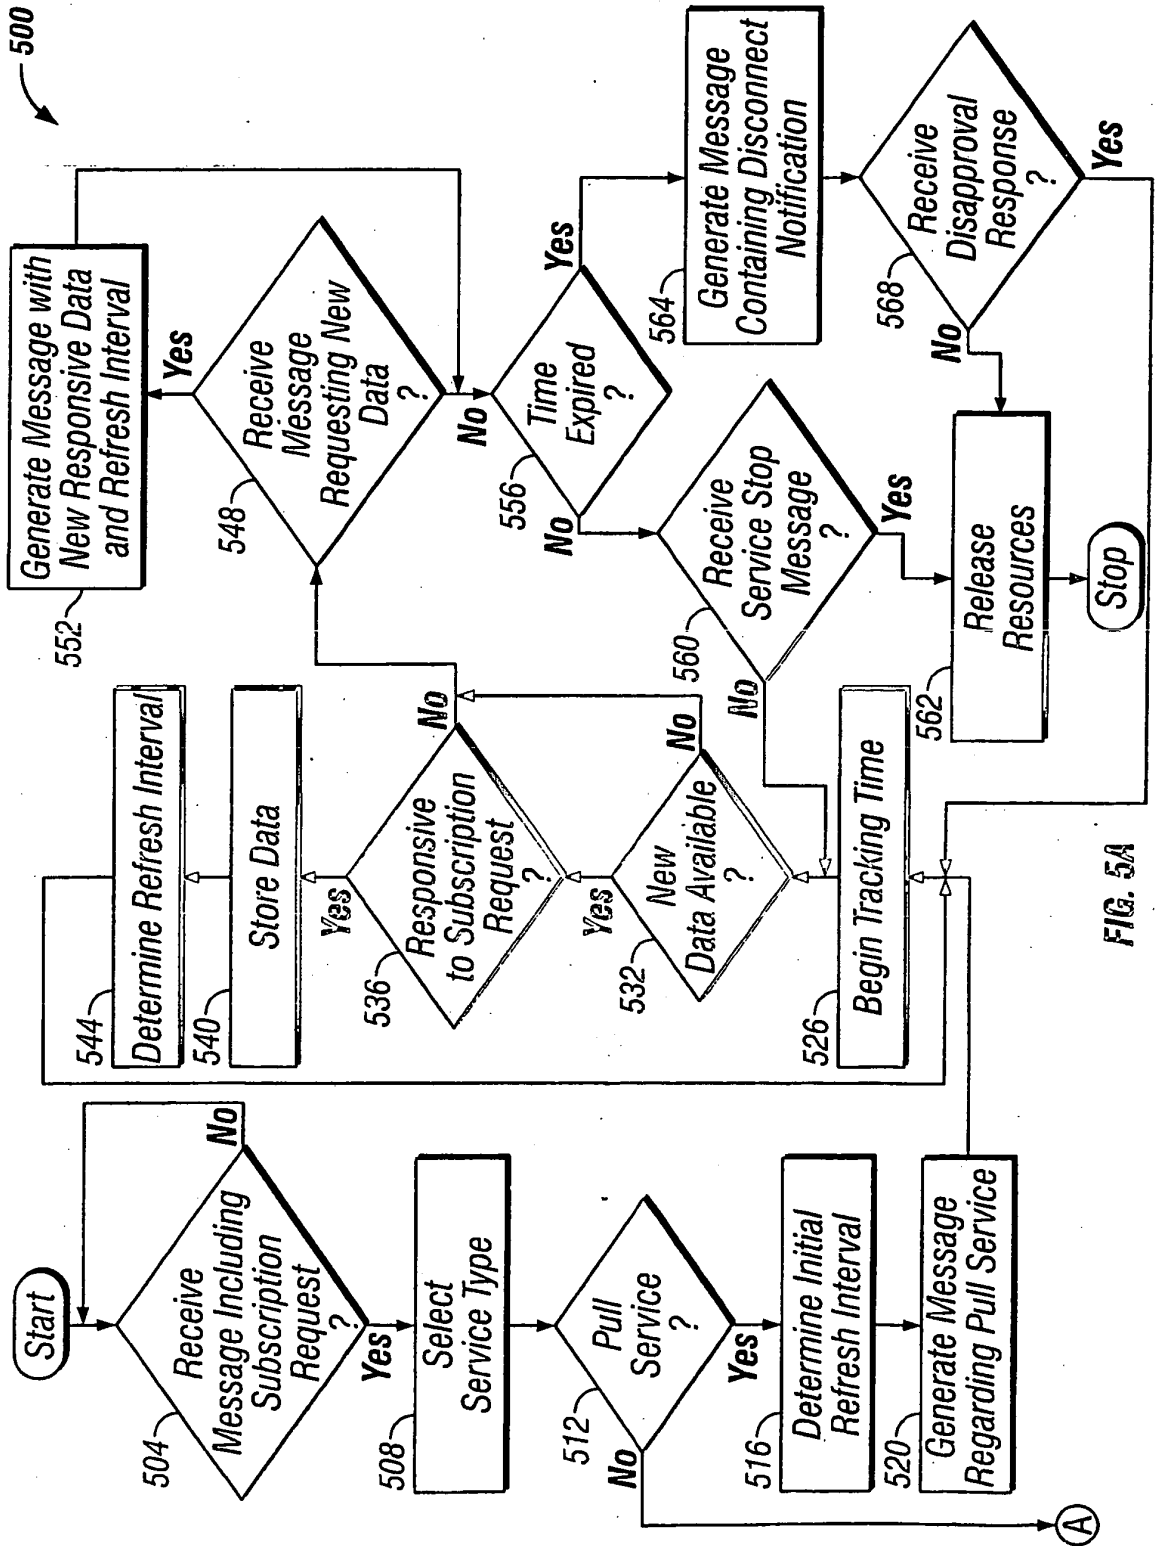 500
Start
504
Receive
Message Including
Subscription
Request
?
No
Yes
508
Select
Service Type
512
Pull
Service
?
No
Yes
516
Determine Initial
Refresh Interval
520
Generate Message
Regarding Pull Service
A
544
Determine Refresh Interval
540
Store Data
Yes
536
Responsive
to Subscription
Request
?
No
Yes
532
New
Data Available
?
No
526
Begin Tracking Time
552
Generate Message with
New Responsive Data
and Refresh Interval
Yes
548
Receive
Message
Requesting New
Data
?
No
556
Time
Expired
?
Yes
No
560
Receive
Service Stop
Message
?
No
Yes
562
Release
Resources
Stop
564
Generate Message
Containing Disconnect
Notification
568
Receive
Disapproval
Response
?
No
Yes
FIG. 5A